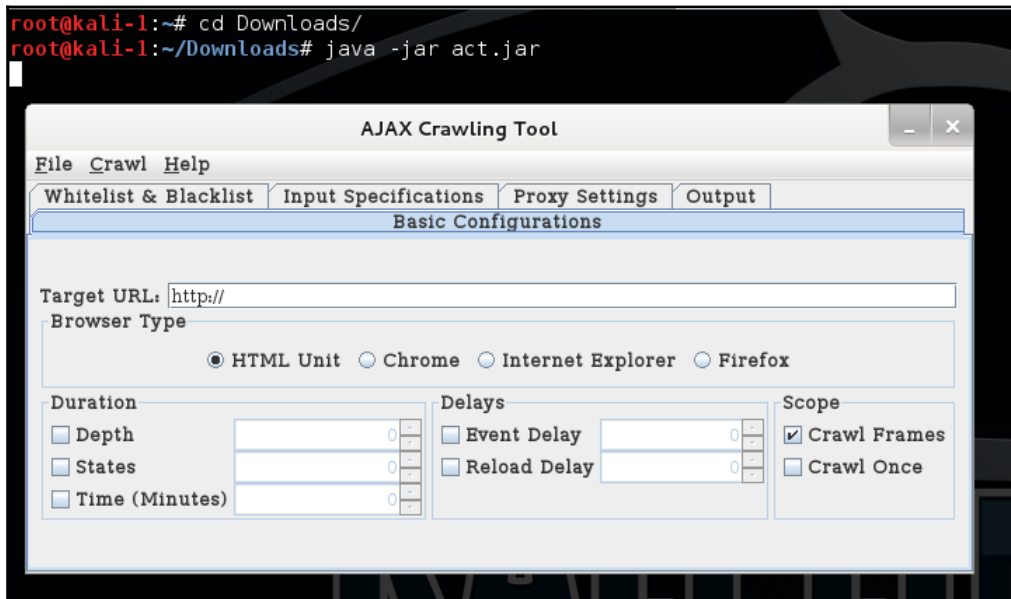 root@kali-1:~# cd Downloads/
root@kali-1:~/Downloads# java -jar act.jar
AJAX Crawling Tool
File Crawl Help
Whitelist & Blacklist Input Specifications Proxy Settings Output
Basic Configurations
Target URL: http://
Browser Type
HTML Unit Chrome Internet Explorer Firefox
Duration Delays Scope
Depth 0 Event Delay 0 Crawl Frames
States 0 Reload Delay 0 Crawl Once
Time (Minutes) 0